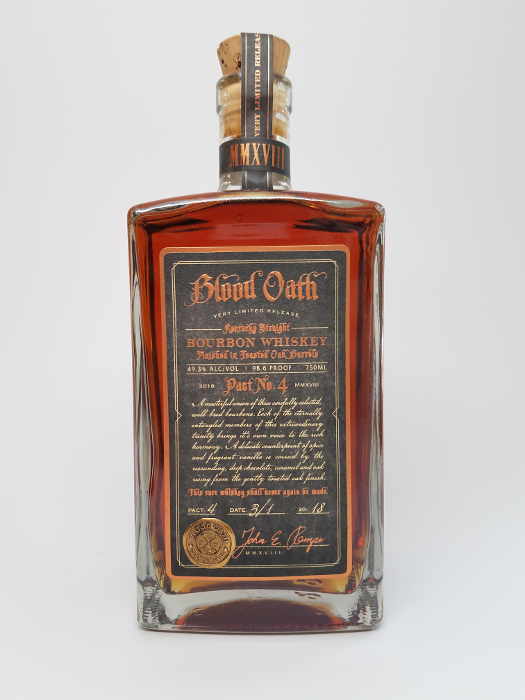 VERY LIMITED RELEAS
MMXVIII
Blood Oath
VERY LIMITED RELEASE
Kentucky Straight
BOURBON WHISKEY
Finished in Toasted Oak Barrels
49.3% ALC/VOL | 98.6 PROOF | 750ML
2018 Pact No. 4 MMXVIII
A masterful union of three carefully selected,
well-bred bourbons. Each of the eternally
entangled members of this extraordinary
trinity brings it's own voice to the rich
harmony. A delicate counterpoint of spice
and fragrant vanilla is carried by the
resounding, deep chocolate, caramel and oak
rising from the gently toasted oak finish.
This rare whiskey shall never again be made.
PACT: 4 DATE: 3/1 20: 18
John E. Rempe
MMXVIII